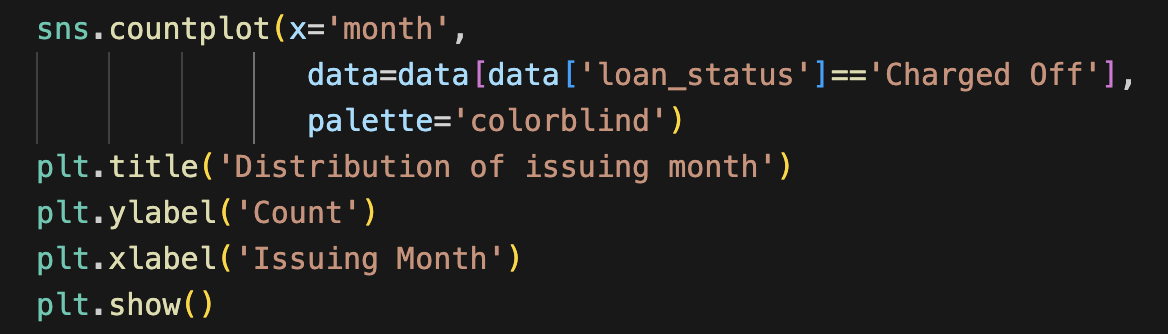 sns.countplot(x='month',
data=data[data['loan_status']=='Charged Off'],
palette='colorblind')
plt.title('Distribution of issuing month')
plt.ylabel('Count')
plt.xlabel('Issuing Month')
plt.show()